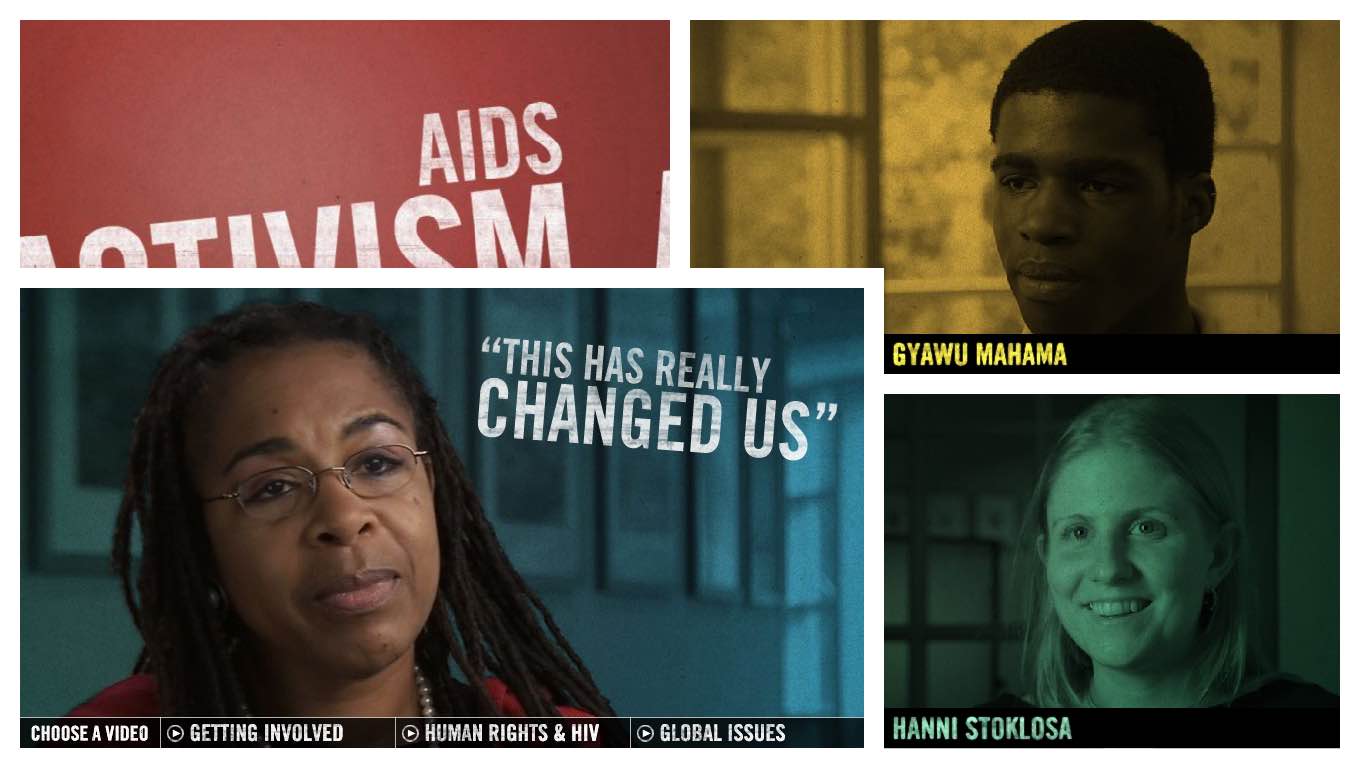 AIDS
ACTIVISM
GYAWU MAHAMA
“THIS HAS REALLY
CHANGED US”
HANNI STOKLOSA
CHOOSE A VIDEO
GETTING INVOLVED
HUMAN RIGHTS & HIV
GLOBAL ISSUES